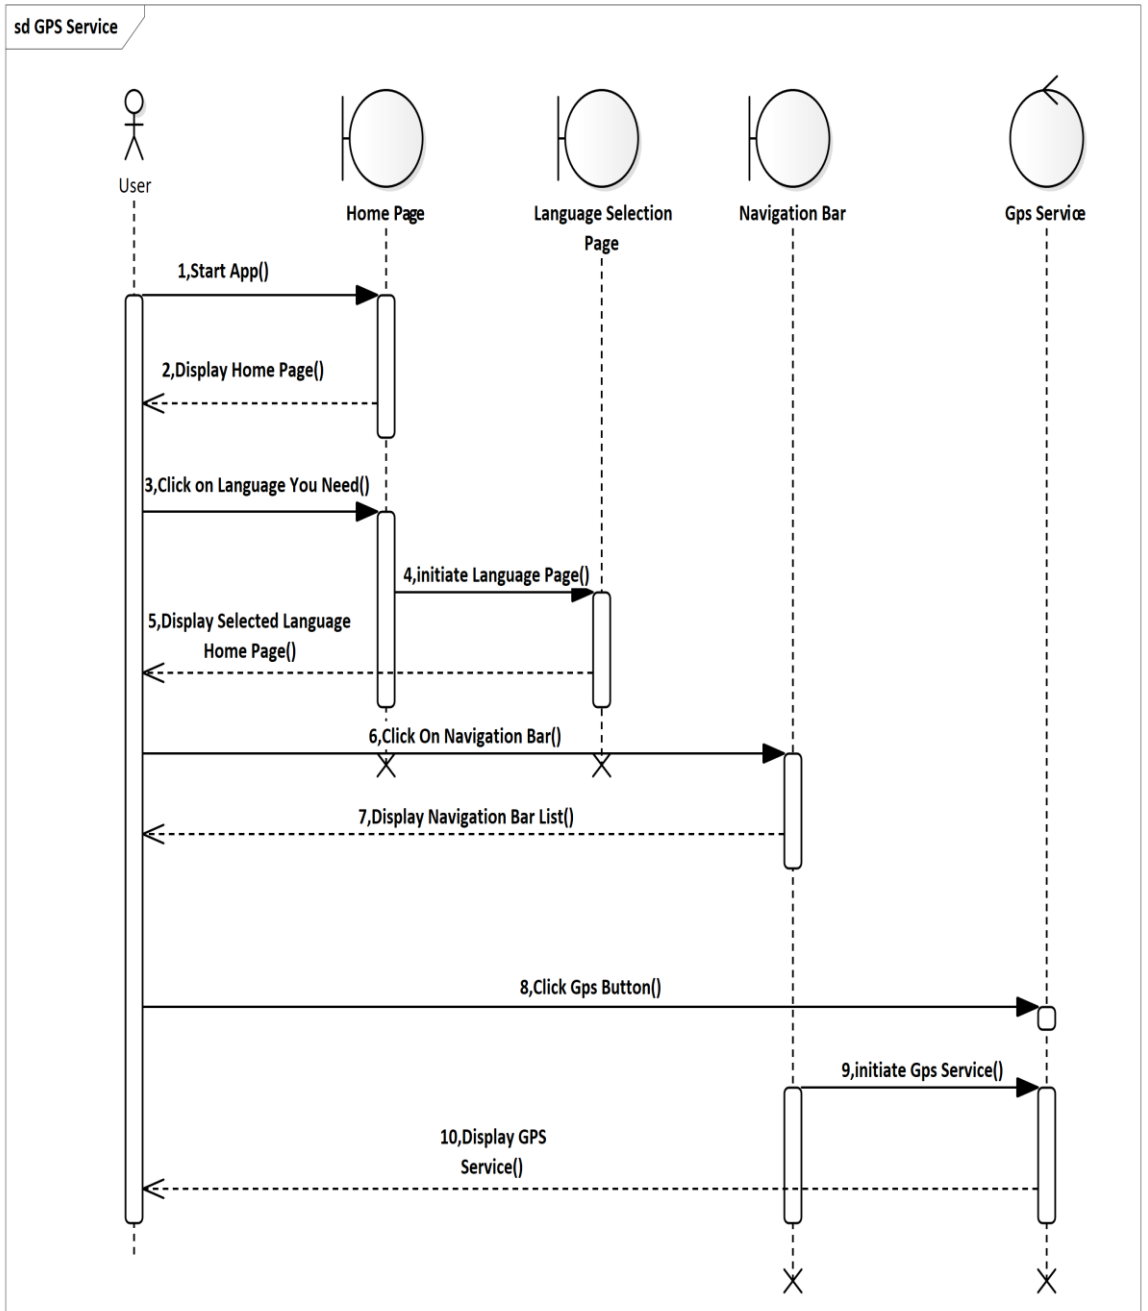 sd GPS Service
User
Home Page
Language Selection
Page
Navigation Bar
Gps Service
1,Start App()
2,Display Home Page()
3,Click on Language You Need()
4,initiate Language Page()
5,Display Selected Language
Home Page()
6,Click On Navigation Bar()
7,Display Navigation Bar List()
8,Click Gps Button()
9,initiate Gps Service()
10,Display GPS
Service()